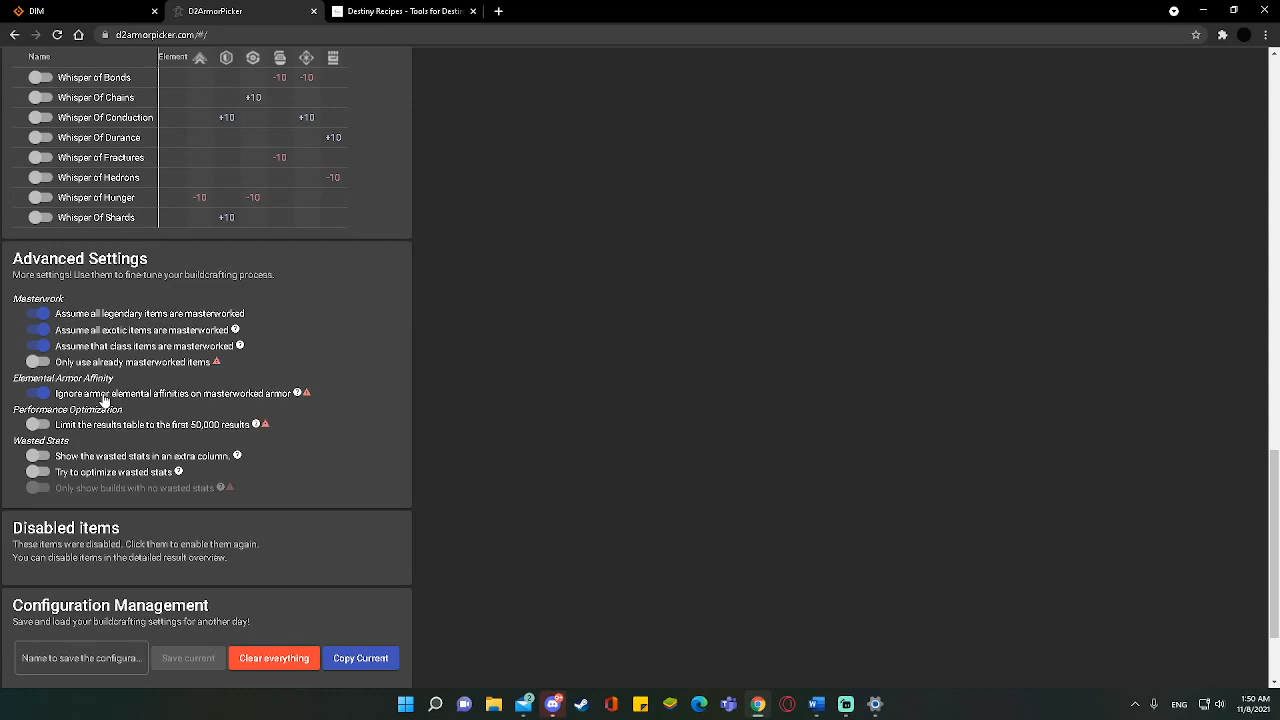 DIM
D2ArmorPicker
Destiny Recipes - Tools for Destin
d2armorpicker.com/#/
Name Element
Whisper of Bonds -10 -10
Whisper Of Chains +10
Whisper Of Conduction +10 +10
Whisper Of Durance +10
Whisper of Fractures -10
Whisper of Hedrons -10
Whisper of Hunger -10 -10
Whisper Of Shards +10
Advanced Settings
More settings! Use them to fine-tune your buildcrafting process.
Masterwork
Assume all legendary items are masterworked
Assume all exotic items are masterworked
Assume that class items are masterworked
Only use already masterworked items
Elemental Armor Affinity
Ignore armor elemental affinities on masterworked armor
Performance Optimization
Limit the results table to the first 50,000 results
Wasted Stats
Show the wasted stats in an extra column.
Try to optimize wasted stats
Only show builds with no wasted stats
Disabled items
These items were disabled. Click them to enable them again.
You can disable items in the detailed result overview.
Configuration Management
Save and load your buildcrafting settings for another day!
Name to save the configura...
Save current
Clear everything
Copy Current
ENG
1:50 AM
11/8/2021